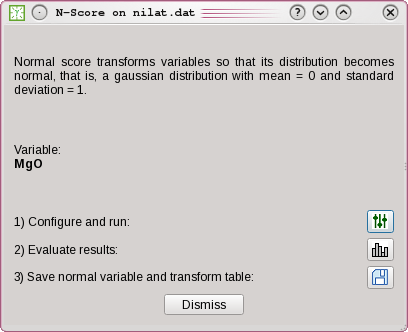 N-Score on nilat.dat
Normal score transforms variables so that its distribution becomes
normal, that is, a gaussian distribution with mean = 0 and standard
deviation = 1.
Variable:
MgO
1) Configure and run:
2) Evaluate results:
3) Save normal variable and transform table:
Dismiss